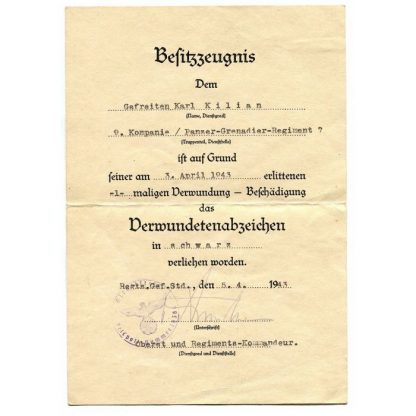 Besitzzeugnis
Dem
Gefreiten Karl Kilian
(Name, Dienstgrad)
9. Kompanie / Panzer-Grenadier-Regiment 7
(Truppenteil, Dienststelle)
ist auf Grund
seiner am 3. April 1943 erlittenen
-1- maligen Verwundung – Beschädigung
das
Verwundetenabzeichen
in schwarz
verliehen worden.
Regts.Gef.Std., den 5. 4. 1943
(Unterschrift)
Oberst und Regiments-Kommandeur.
(Dienstgrad und Dienststelle)